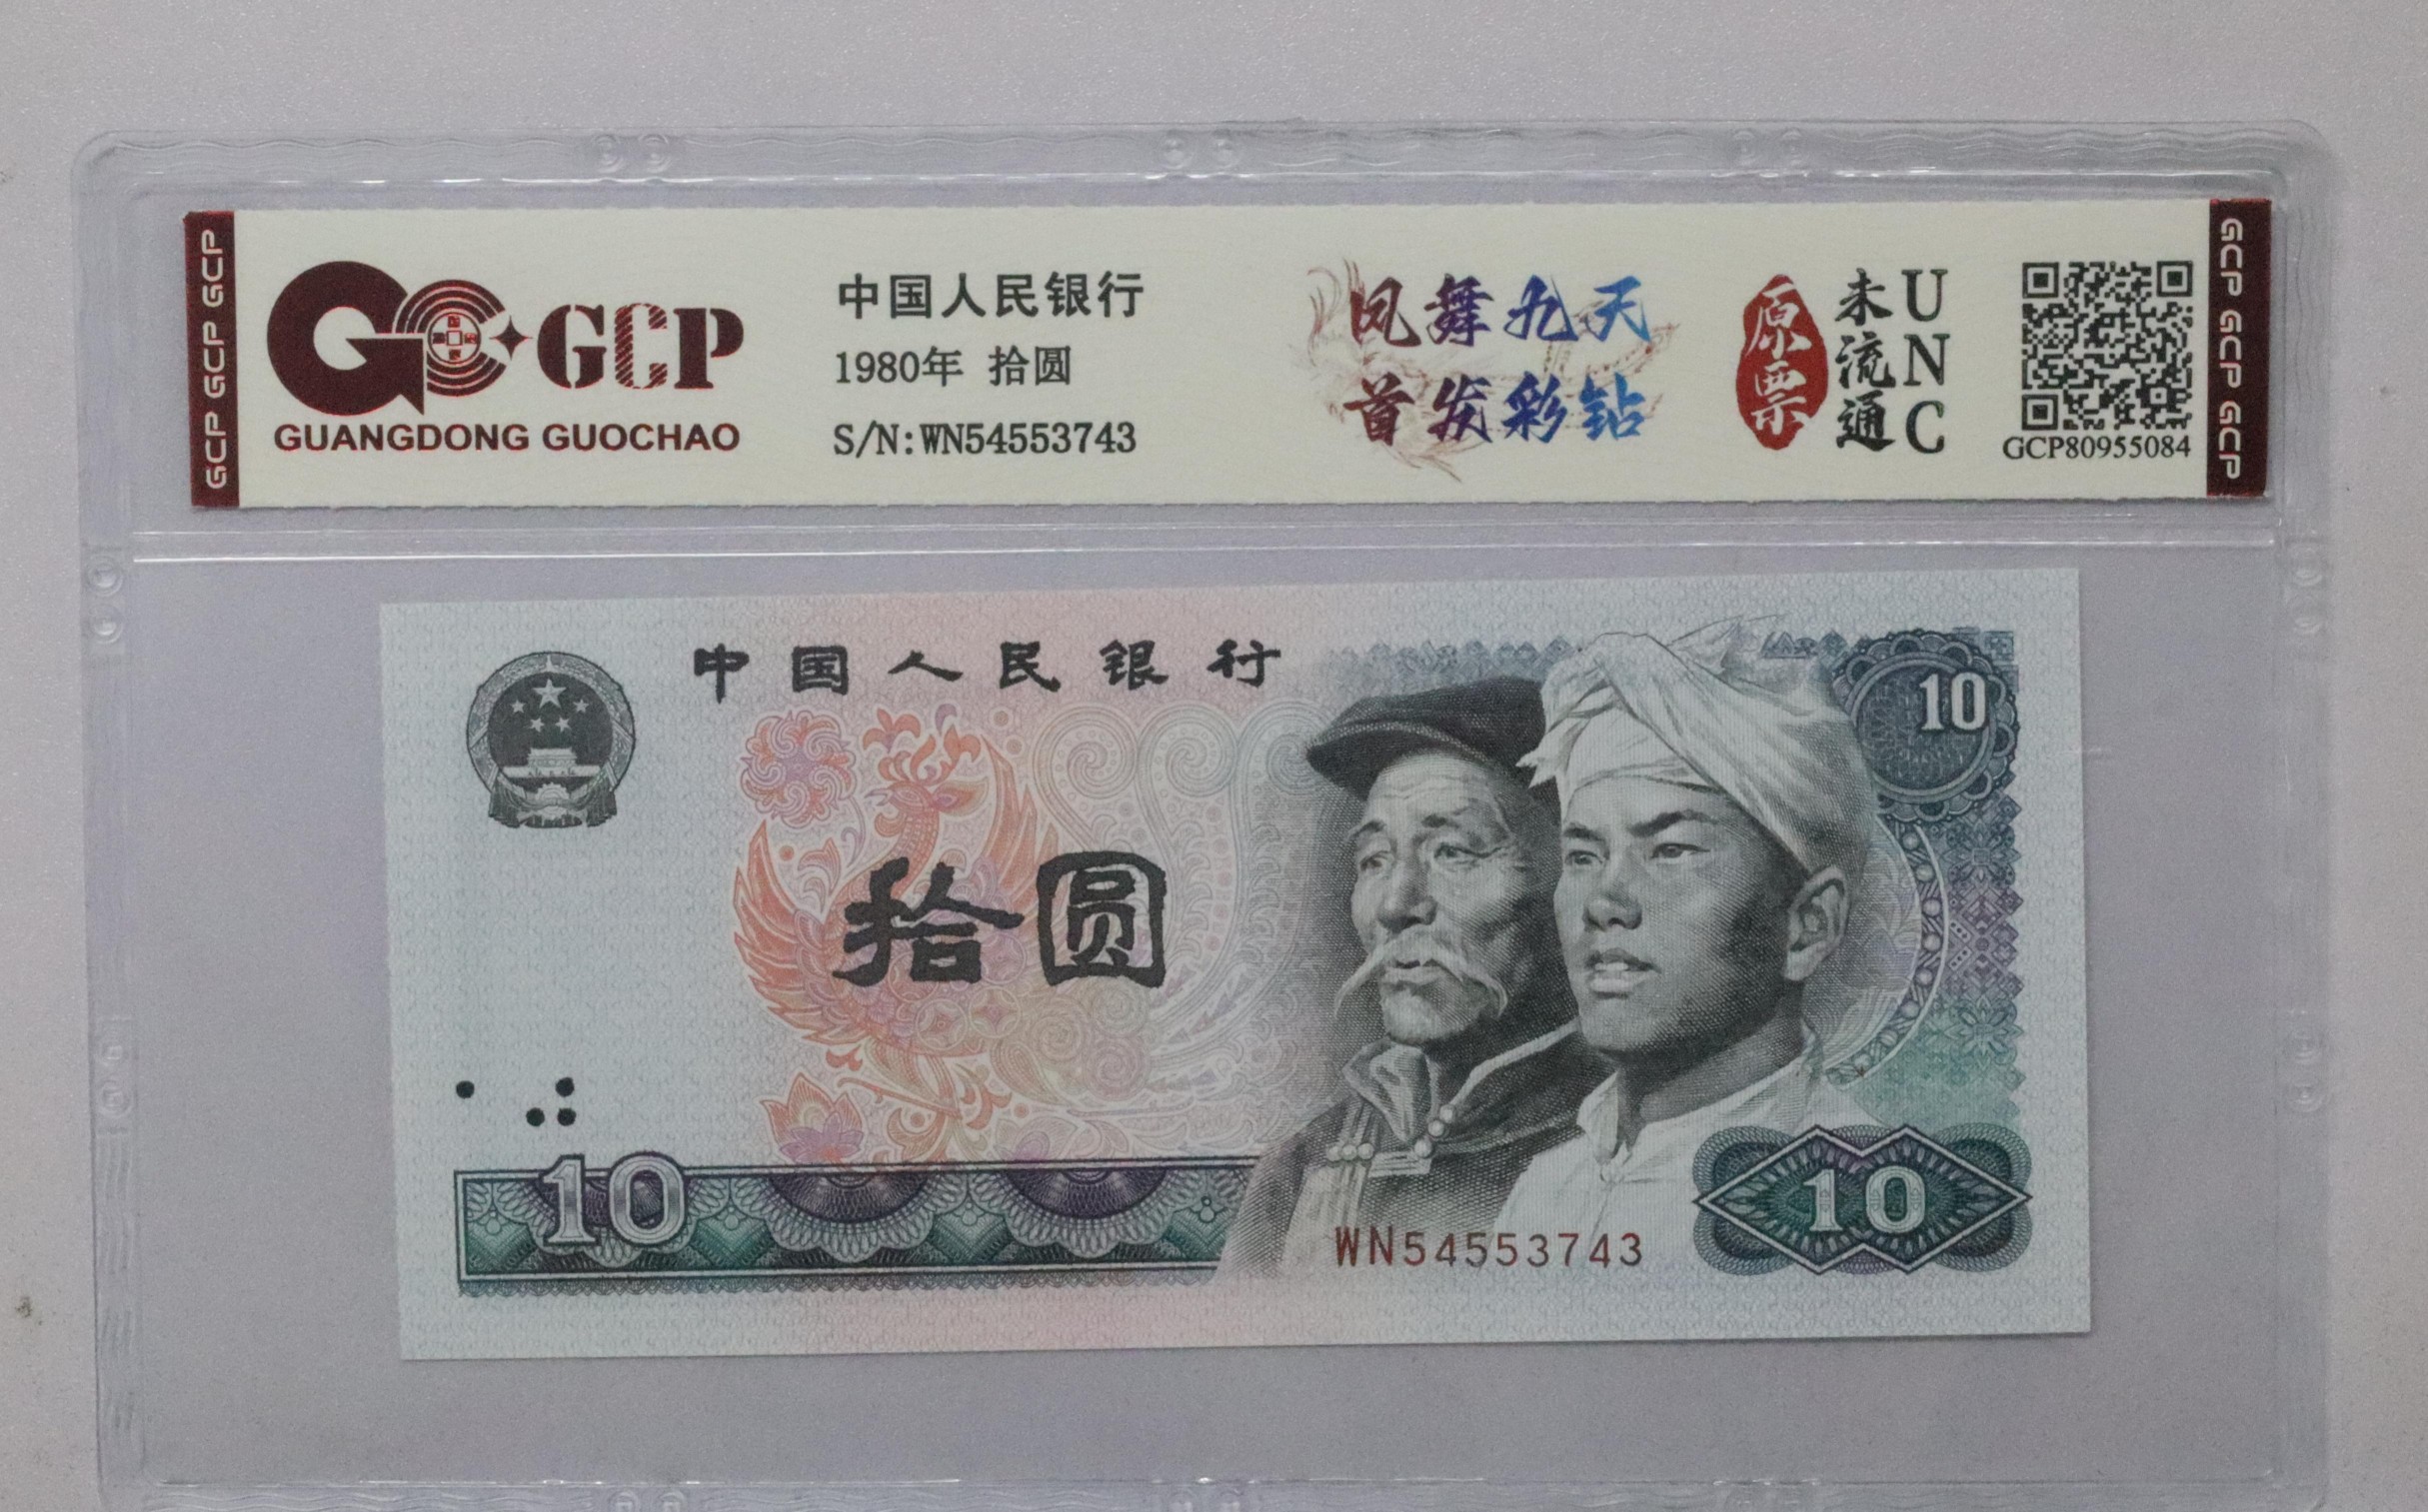 GCP GCP GCP
GCP
GUANGDONG GUOCHAO
中国人民银行
1980年 拾圆
S/N:WN54553743
凤舞九天
首发彩钻
原票
未流通
UNC
GCP80955084
GCP GCP GCP
中国人民银行
10
拾圆
10
WN54553743
10